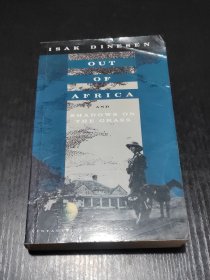 ISAK DINESEN
OUT
OF
AFRICA
AND
SHADOWS ON
THE GRASS